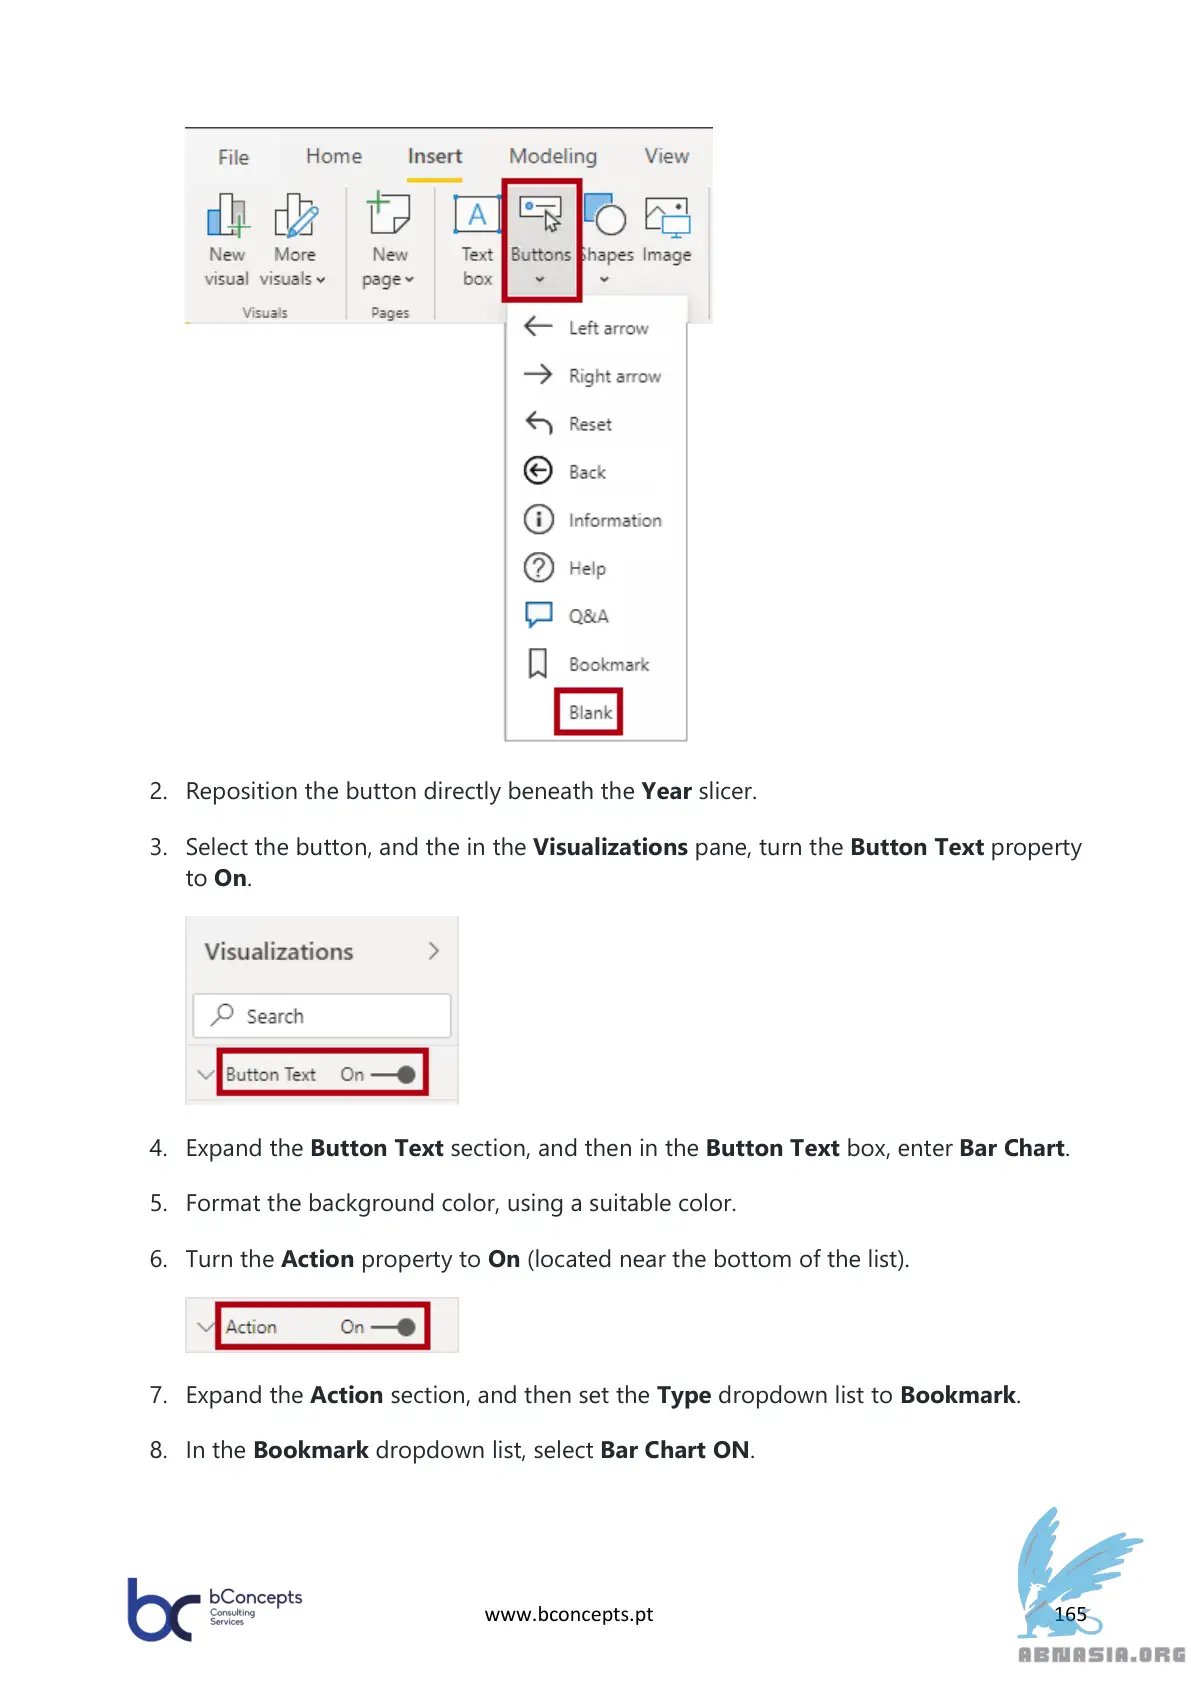 File Home Insert Modeling View
New visual
More visuals
New page
Text box
Buttons
Shapes
Image
Visuals
Pages
Left arrow
Right arrow
Reset
Back
Information
Help
Q&A
Bookmark
Blank
2. Reposition the button directly beneath the Year slicer.
3. Select the button, and the in the Visualizations pane, turn the Button Text property
to On.
Visualizations
Search
Button Text On
4. Expand the Button Text section, and then in the Button Text box, enter Bar Chart.
5. Format the background color, using a suitable color.
6. Turn the Action property to On (located near the bottom of the list).
Action On
7. Expand the Action section, and then set the Type dropdown list to Bookmark.
8. In the Bookmark dropdown list, select Bar Chart ON.
bc bConcepts
Consulting
Services
www.bconcepts.pt
165
ABNASIA.ORG